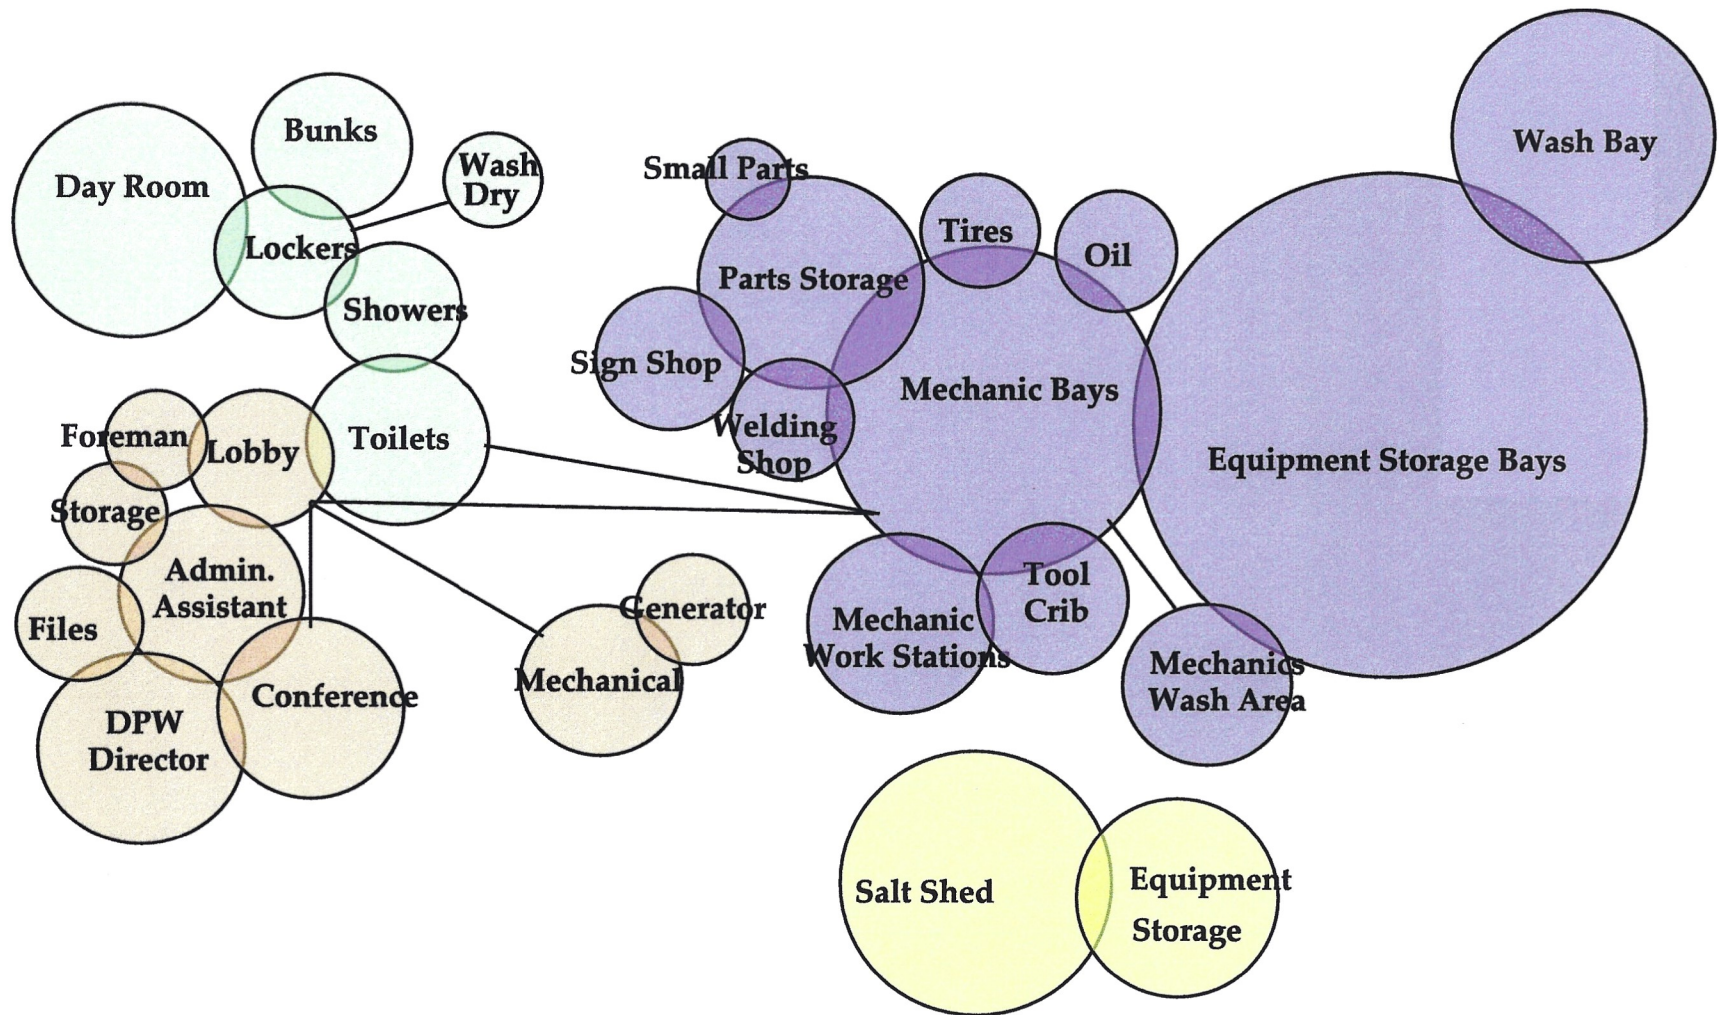 Day Room
Bunks
Wash
Dry
Lockers
Showers
Toilets
Foreman
Lobby
Storage
Admin.
Assistant
Files
DPW
Director
Conference
Mechanical
Generator
Small Parts
Parts Storage
Sign Shop
Welding
Shop
Tires
Oil
Mechanic Bays
Mechanic
Work Stations
Tool
Crib
Mechanics
Wash Area
Equipment Storage Bays
Wash Bay
Salt Shed
Equipment
Storage